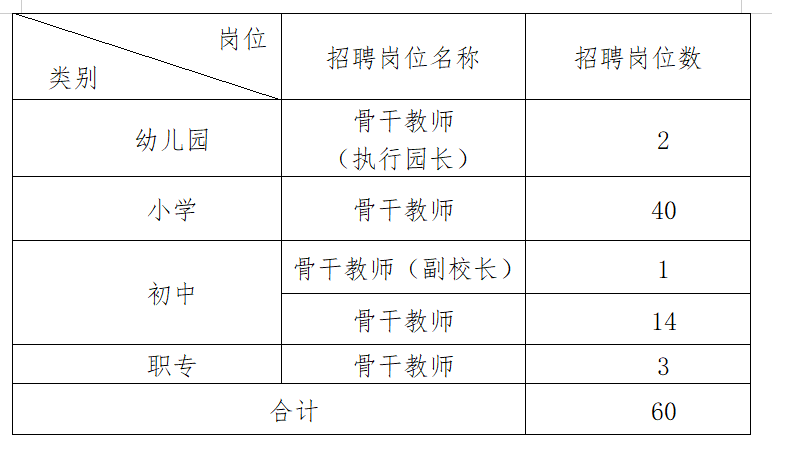 岗位
类别
招聘岗位名称
招聘岗位数
幼儿园
骨干教师
（执行园长）
2
小学
骨干教师
40
初中
骨干教师（副校长）
1
骨干教师
14
职专
骨干教师
3
合计
60